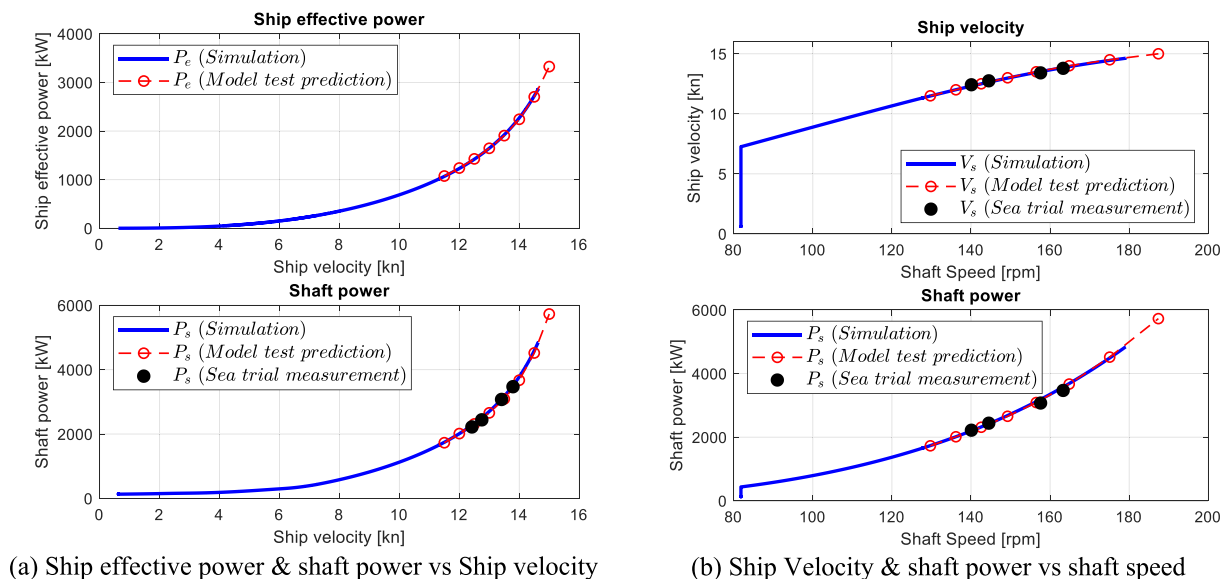 Ship effective power
Ship effective power [kW]
4000
3000
2000
1000
0
P_e (Simulation)
P_e (Model test prediction)
0 2 4 6 8 10 12 14 16
Ship velocity [kn]
Shaft power
Shaft power [kW]
6000
4000
2000
0
P_s (Simulation)
P_s (Model test prediction)
P_s (Sea trial measurement)
0 2 4 6 8 10 12 14 16
Ship velocity [kn]
(a) Ship effective power & shaft power vs Ship velocity
Ship velocity
Ship velocity [kn]
15
10
5
0
V_s (Simulation)
V_s (Model test prediction)
V_s (Sea trial measurement)
80 100 120 140 160 180 200
Shaft Speed [rpm]
Shaft power
Shaft power [kW]
6000
4000
2000
0
P_s (Simulation)
P_s (Model test prediction)
P_s (Sea trial measurement)
80 100 120 140 160 180 200
Shaft Speed [rpm]
(b) Ship Velocity & shaft power vs shaft speed